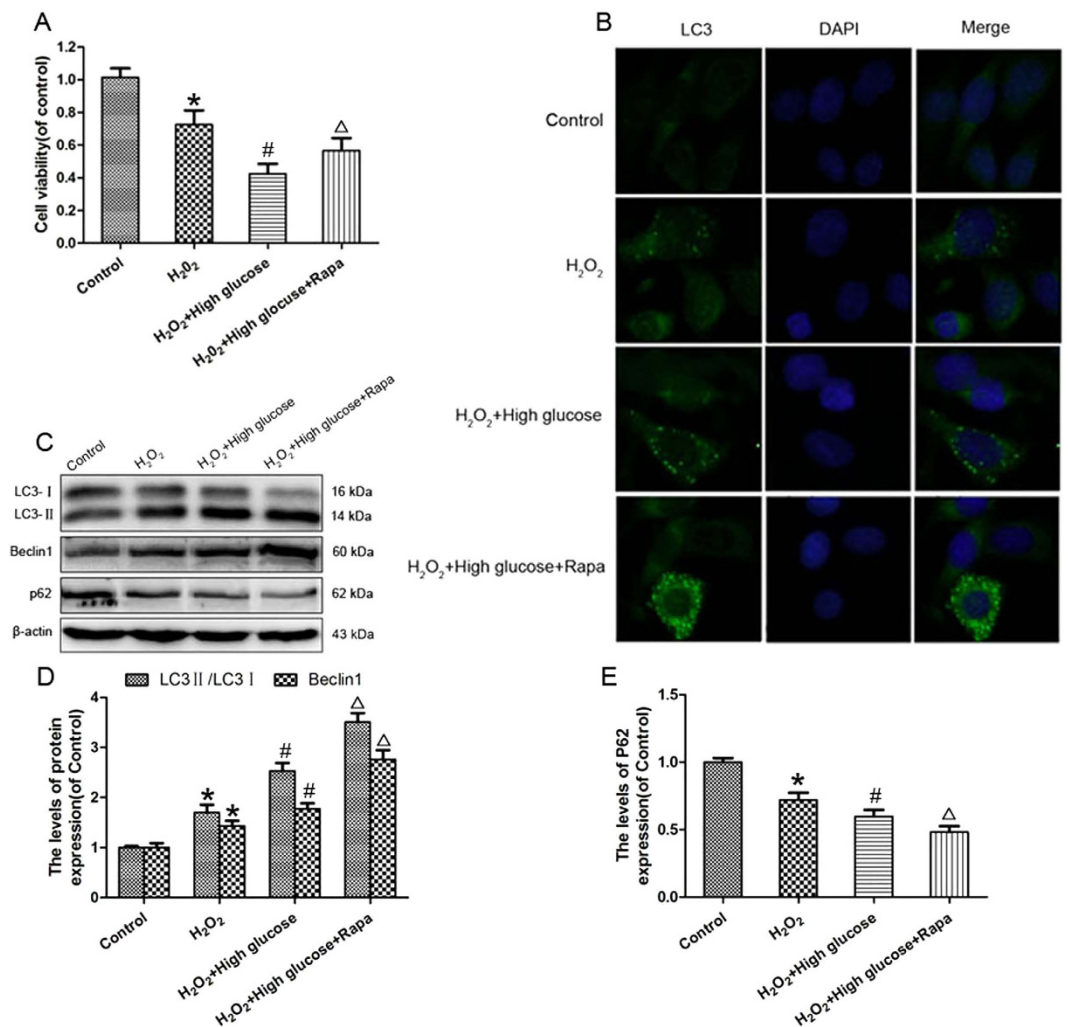 A
1.2
1.0
0.8
0.6
0.4
0.2
0.0
Cell viability(of control)
*
#
△
Control
H₂0₂
H₂O₂+High glucose
H₂0₂+High glocuse+Rapa
B
LC3 DAPI Merge
Control
H₂O₂
H₂O₂+High glucose
H₂O₂+High glucose+Rapa
C
Control H₂O₂ H₂O₂+High glucose H₂O₂+High glucose+Rapa
LC3-Ⅰ 16 kDa
LC3-Ⅱ 14 kDa
Beclin1 60 kDa
p62 62 kDa
β-actin 43 kDa
D
LC3Ⅱ/LC3Ⅰ Beclin1
The levels of protein
expression(of Control)
4
3
2
1
0
* *
# #
△ △
Control
H₂O₂
H₂O₂+High glucose
H₂O₂+High glucose+Rapa
E
The levels of P62
expression(of Control)
1.5
1.0
0.5
0.0
*
#
△
Control
H₂O₂
H₂O₂+High glucose
H₂O₂+High glucose+Rapa